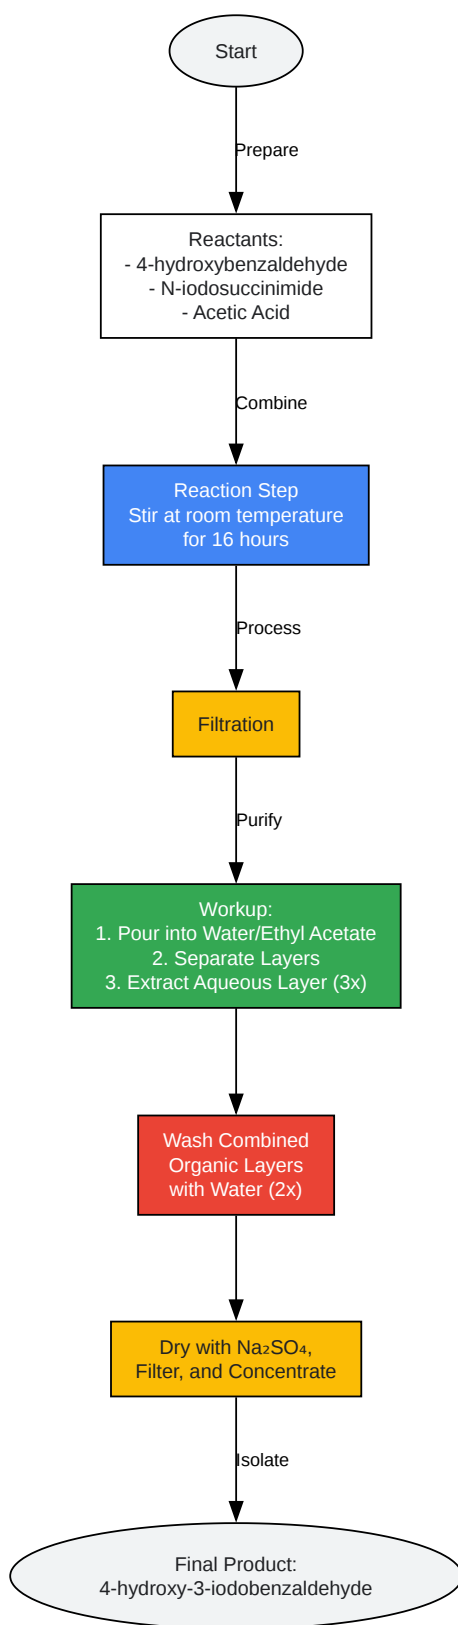 Start
Prepare
Reactants:
- 4-hydroxybenzaldehyde
- N-iodosuccinimide
- Acetic Acid
Combine
Reaction Step
Stir at room temperature
for 16 hours
Process
Filtration
Purify
Workup:
1. Pour into Water/Ethyl Acetate
2. Separate Layers
3. Extract Aqueous Layer (3x)
Wash Combined
Organic Layers
with Water (2x)
Dry with Na₂SO₄,
Filter, and Concentrate
Isolate
Final Product:
4-hydroxy-3-iodobenzaldehyde